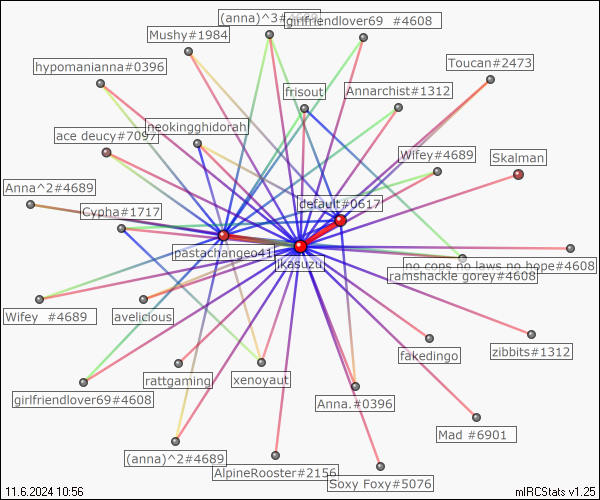 (anna)^3#4689
girlfriendlover69 #4608
Mushy#1984
Toucan#2473
hypomanianna#0396
frisout
Annarchist#1312
neokingghidorah
ace deucy#7097
Wifey#4689
Skalman
Anna^2#4689
Cypha#1717
default#0617
pastachangeo41
jkasuzu
no cops no laws no hope#4608
ramshackle gorey#4608
Wifey #4689
avelicious
zibbits#1312
fakedingo
rattgaming
xenoyaut
girlfriendlover69#4608
Anna.#0396
Mad #6901
(anna)^2#4689
AlpineRooster#2156
Soxy Foxy#5076
11.6.2024 10:56
mIRCStats v1.25